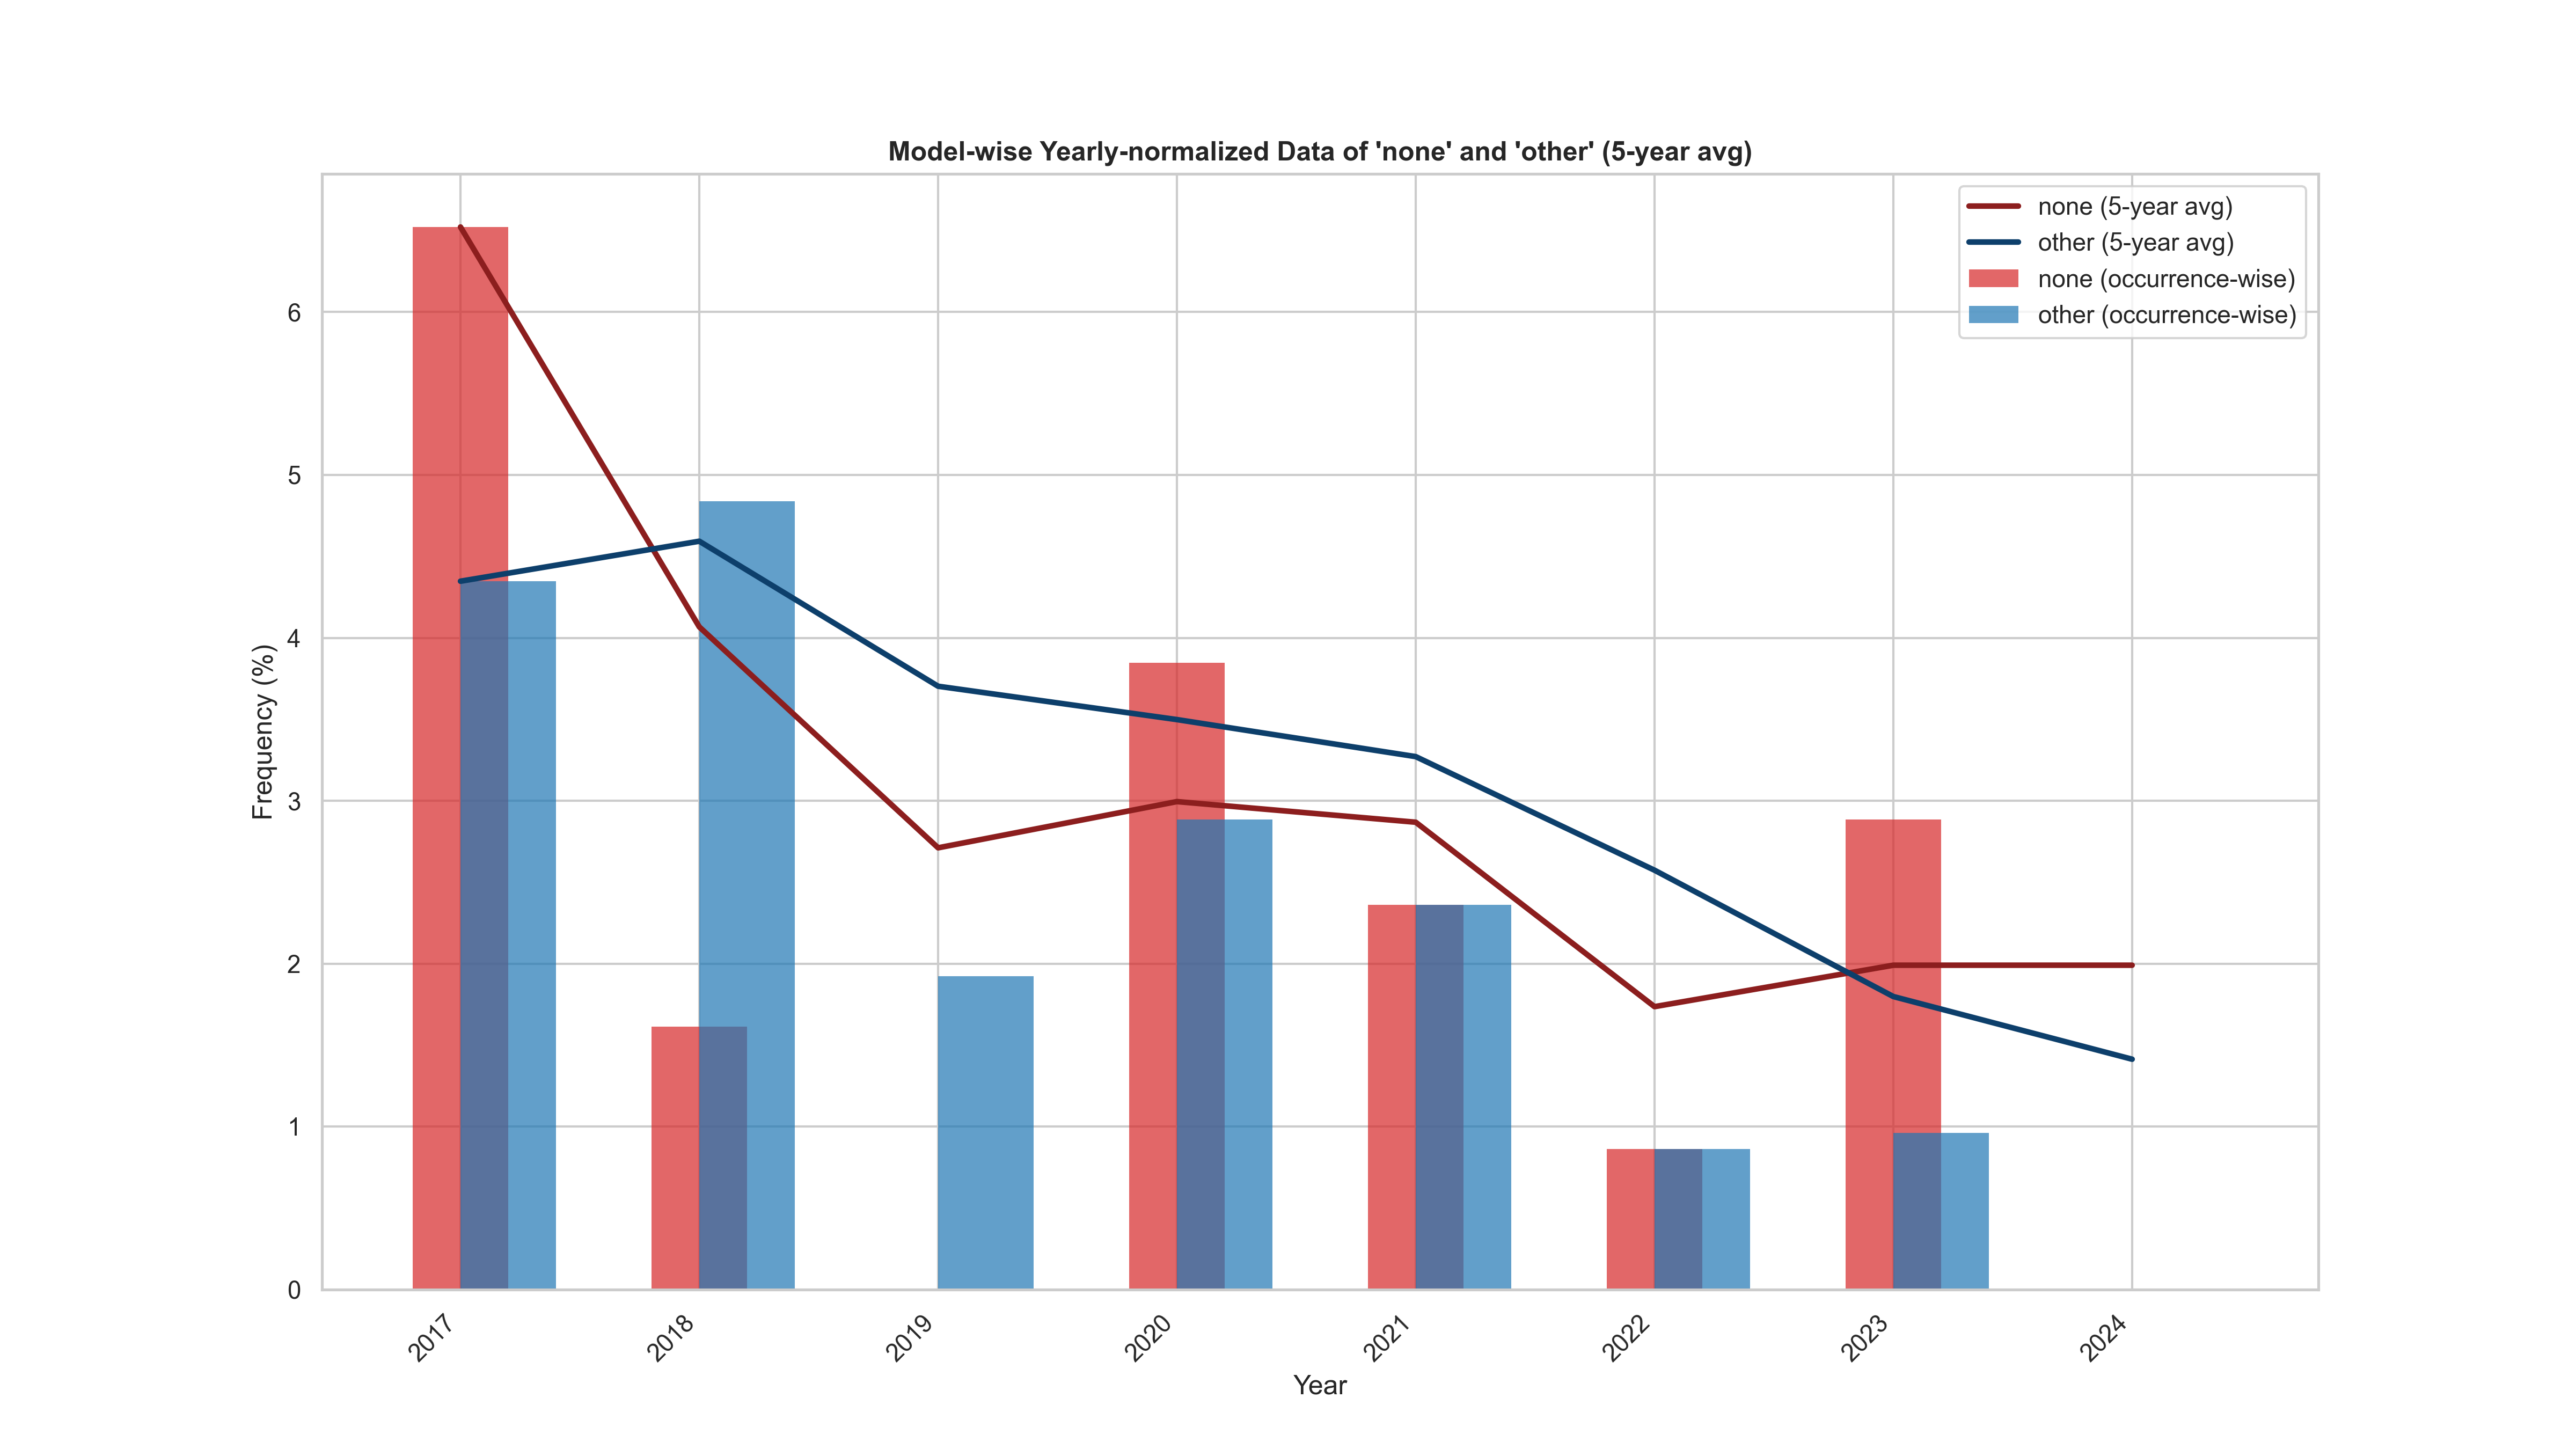 Model-wise Yearly-normalized Data of 'none' and 'other' (5-year avg)
none (5-year avg)
other (5-year avg)
none (occurrence-wise)
other (occurrence-wise)
Frequency (%)
6
5
4
3
2
1
0
2017
2018
2019
2020
2021
2022
2023
2024
Year